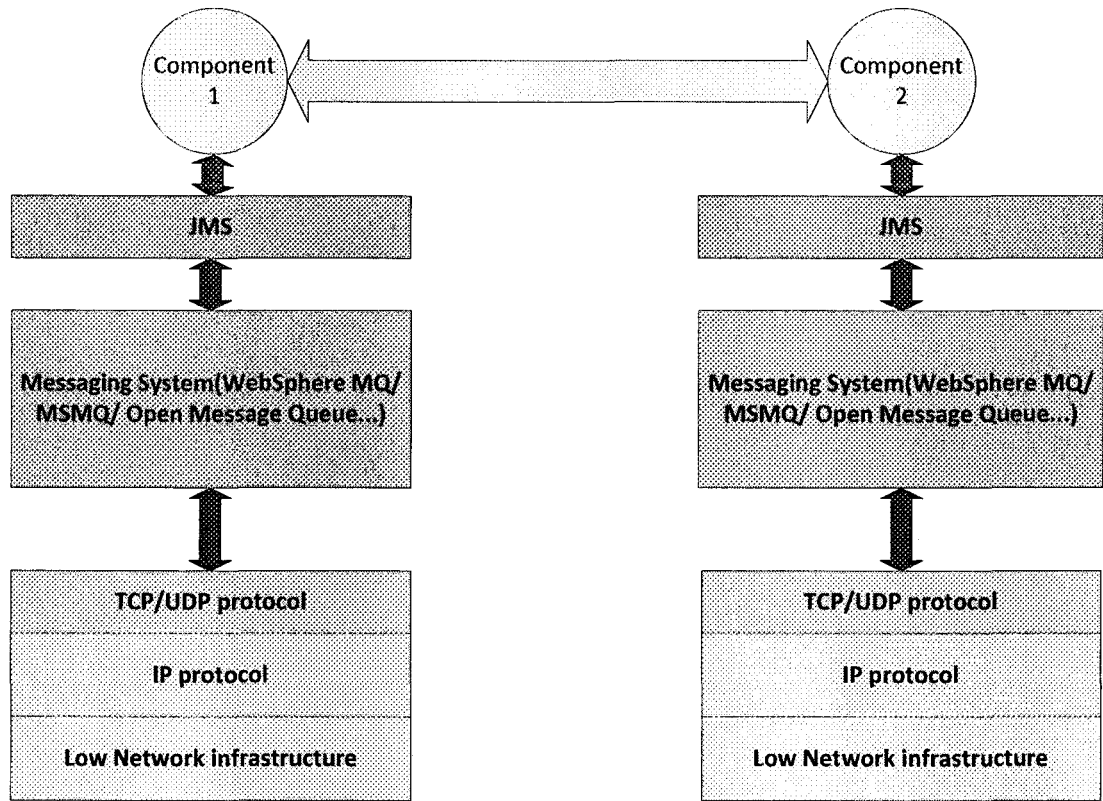 Component
1
Component
2
JMS
JMS
Messaging System(WebSphere MQ/
MSMQ/ Open Message Queue...)
Messaging System(WebSphere MQ/
MSMQ/ Open Message Queue...)
TCP/UDP protocol
IP protocol
Low Network infrastructure
TCP/UDP protocol
IP protocol
Low Network infrastructure